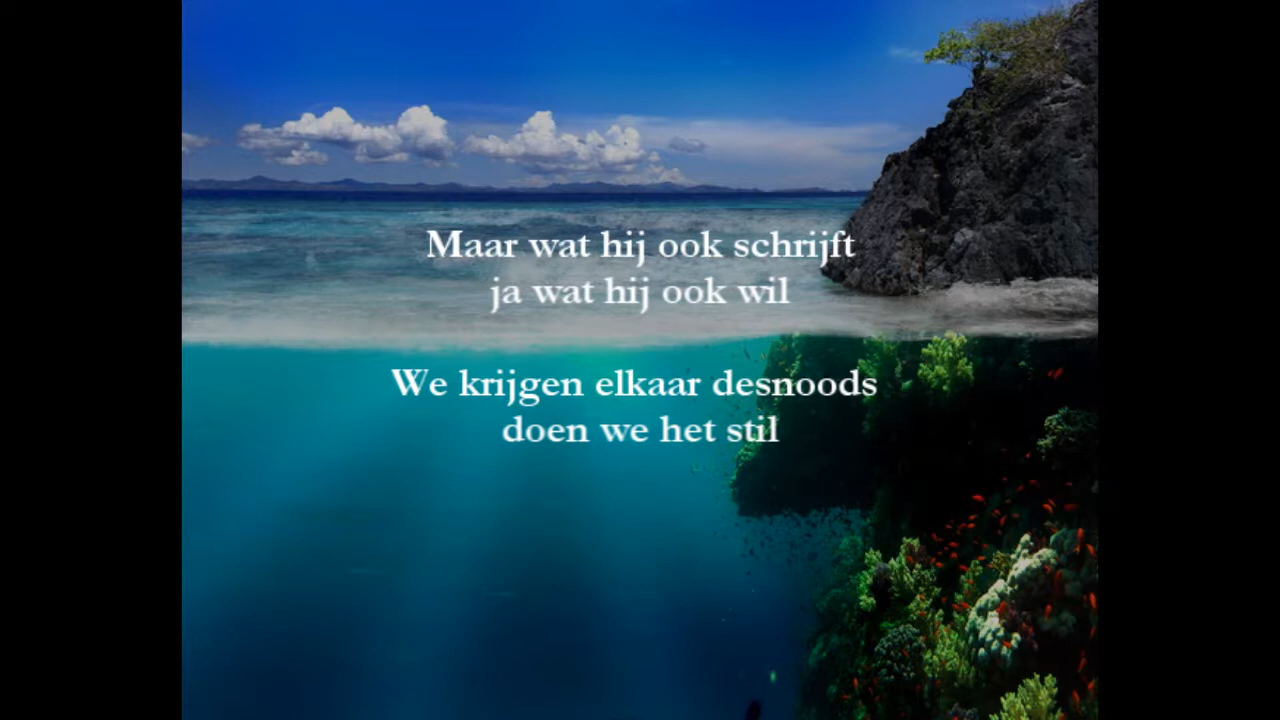 Maar wat hij ook schrijft
ja wat hij ook wil
We krijgen elkaar desnoods
doen we het stil